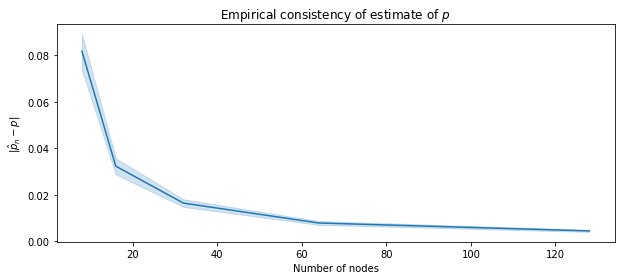 Empirical consistency of estimate of p
|p̂ₙ − p|
0.08
0.06
0.04
0.02
0.00
20 40 60 80 100 120
Number of nodes